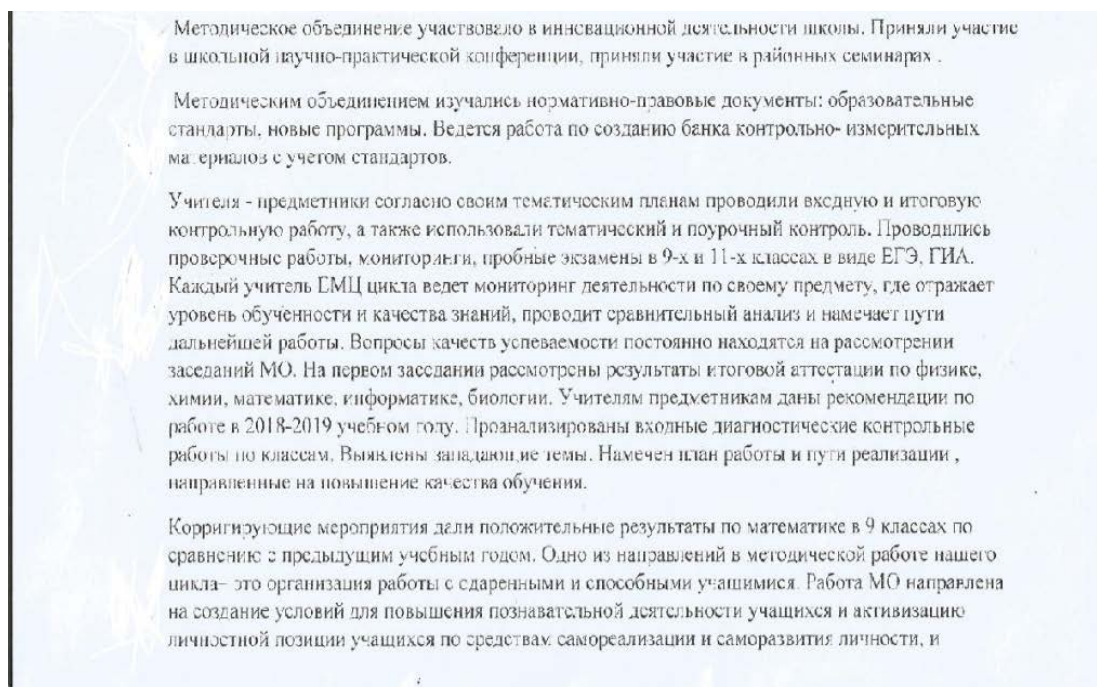 Методическое объединение участвовало в инновационной деятельности школы. Приняли участие
в школьной научно-практической конференции, приняли участие в районных семинарах .
Методическим объединением изучались нормативно-правовые документы: образовательные
стандарты, новые программы. Ведется работа по созданию банка контрольно- измерительных
материалов с учетом стандартов.
Учителя - предметники согласно своим тематическим планам проводили входную и итоговую
контрольную работу, а также использовали тематический и поурочный контроль. Проводились
проверочные работы, мониторинги, пробные экзамены в 9-х и 11-х классах в виде ЕГЭ, ГИА.
Каждый учитель ЕМЦ цикла ведет мониторинг деятельности по своему предмету, где отражает
уровень обученности и качества знаний, проводит сравнительный анализ и намечает пути
дальнейшей работы. Вопросы качеств успеваемости постоянно находятся на рассмотрении
заседаний МО. На первом заседании рассмотрены результаты итоговой аттестации по физике,
химии, математике, информатике, биологии. Учителям предметникам даны рекомендации по
работе в 2018-2019 учебном году. Проанализированы входные диагностические контрольные
работы по классам. Выявлены западающие темы. Намечен план работы и пути реализации ,
направленные на повышение качества обучения.
Корригирующие мероприятия дали положительные результаты по математике в 9 классах по
сравнению с предыдущим учебным годом. Одно из направлений в методической работе нашего
цикла– это организация работы с одаренными и способными учащимися. Работа МО направлена
на создание условий для повышения познавательной деятельности учащихся и активизацию
личностной позиции учащихся по средствам самореализации и саморазвития личности, и